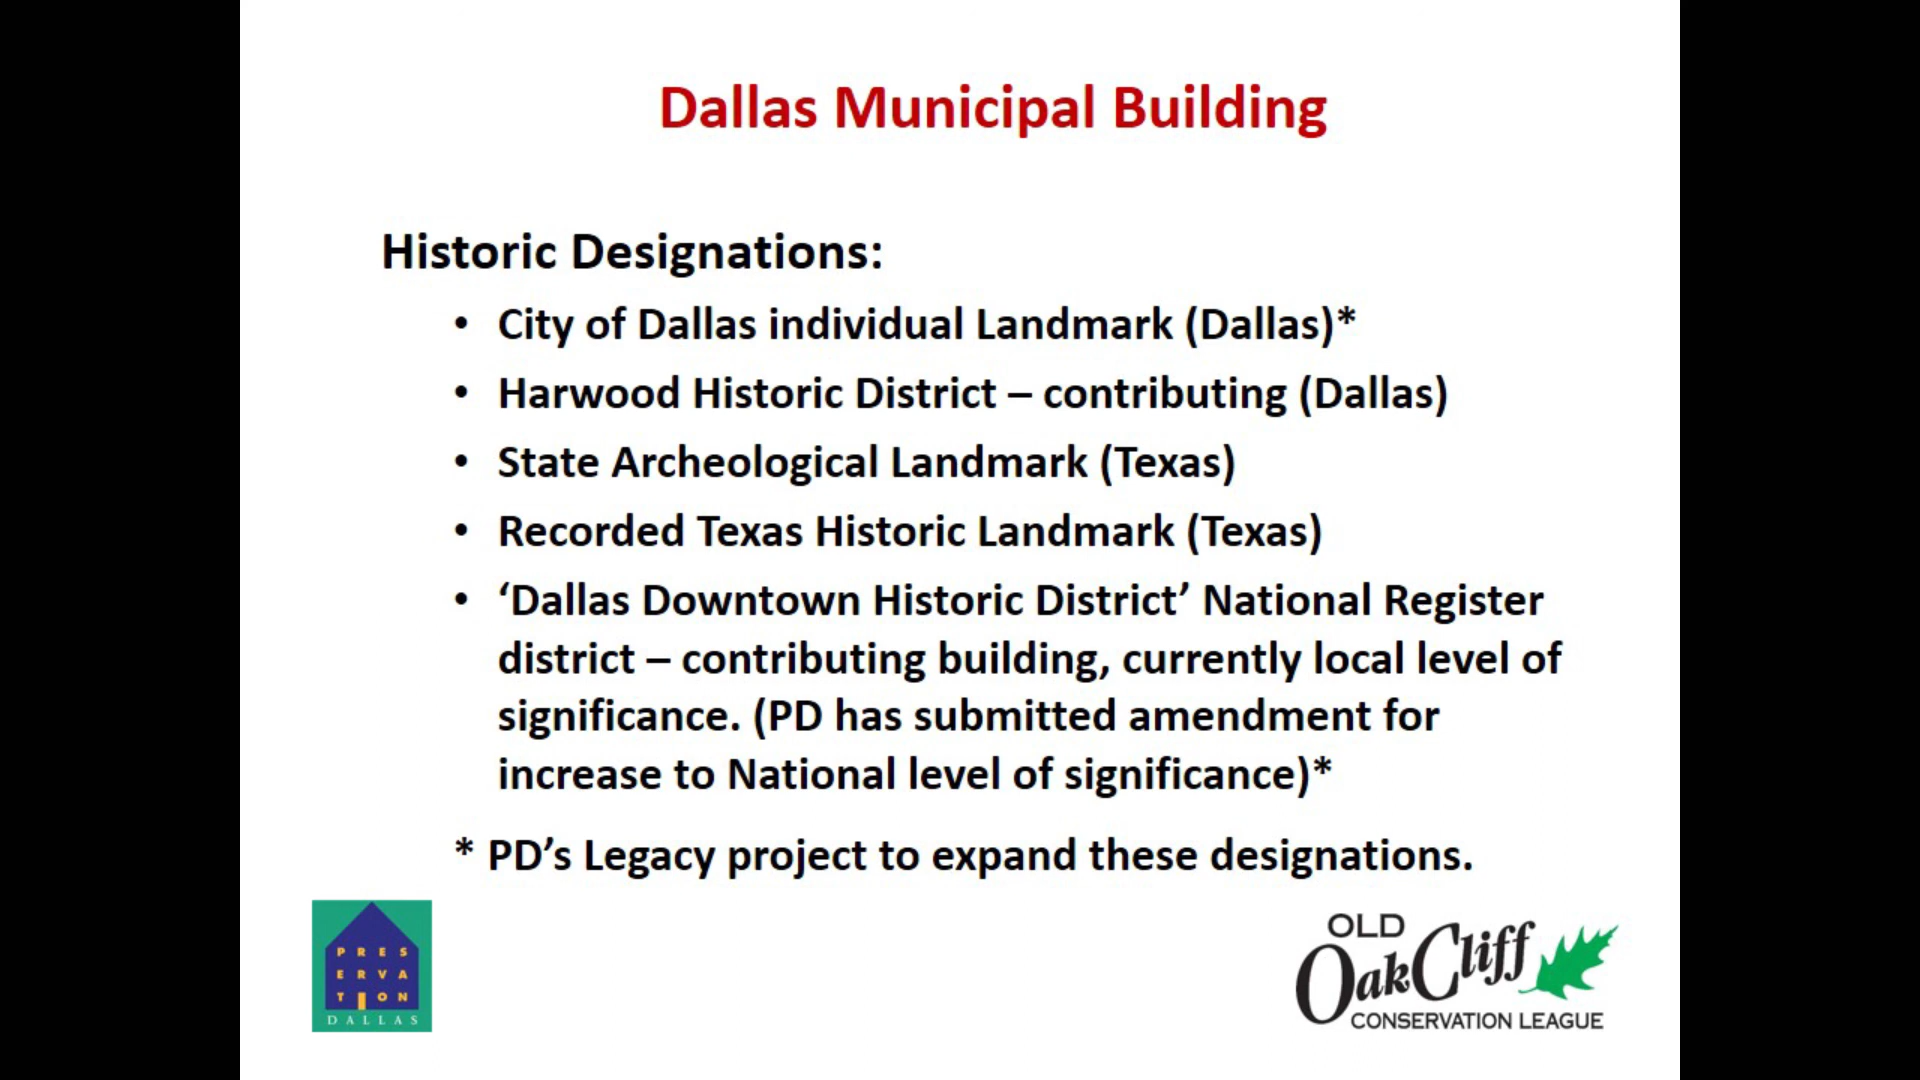 Dallas Municipal Building
Historic Designations:
• City of Dallas individual Landmark (Dallas)*
• Harwood Historic District – contributing (Dallas)
• State Archeological Landmark (Texas)
• Recorded Texas Historic Landmark (Texas)
• ‘Dallas Downtown Historic District’ National Register
district – contributing building, currently local level of
significance. (PD has submitted amendment for
increase to National level of significance)*
* PD’s Legacy project to expand these designations.
PRES
ERVA
TION
DALLAS
OLD
Oak Cliff
CONSERVATION LEAGUE